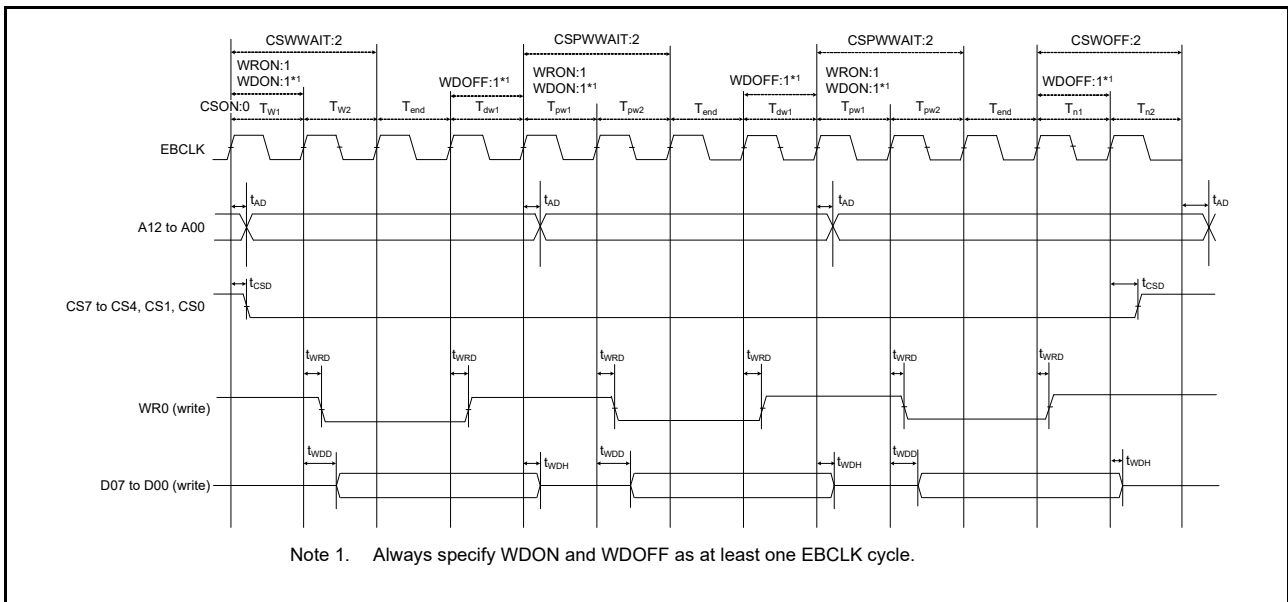 CSWWAIT:2 CSPWWAIT:2 CSPWWAIT:2 CSWOFF:2
WRON:1 WRON:1 WRON:1
WDON:1*1 WDOFF:1*1 WDON:1*1 WDOFF:1*1 WDON:1*1 WDOFF:1*1
CSON:0 TW1 TW2 Tend Tdw1 Tpw1 Tpw2 Tend Tdw1 Tpw1 Tpw2 Tend Tn1 Tn2
EBCLK
tAD tAD tAD tAD
A12 to A00
tCSD tCSD
CS7 to CS4, CS1, CS0
tWRD tWRD tWRD tWRD tWRD tWRD
WR0 (write)
tWDD tWDH tWDD tWDH tWDD tWDH
D07 to D00 (write)
Note 1. Always specify WDON and WDOFF as at least one EBCLK cycle.